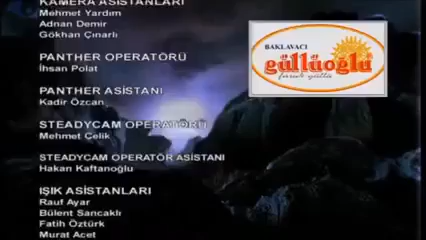 KAMERA ASİSTANLARI
Mehmet Yardım
Adnan Demir
Gökhan Çınarlı
PANTHER OPERATÖRÜ
İhsan Polat
PANTHER ASİSTANI
Kadir Özcan
STEADYCAM OPERATÖRÜ
Mehmet Çelik
STEADYCAM OPERATÖR ASİSTANI
Hakan Kaftanoğlu
IŞIK ASİSTANLARI
Rauf Ayar
Bülent Sancaklı
Fatih Öztürk
Murat Acet
BAKLAVACI
güllüoğlu
faruk güllü